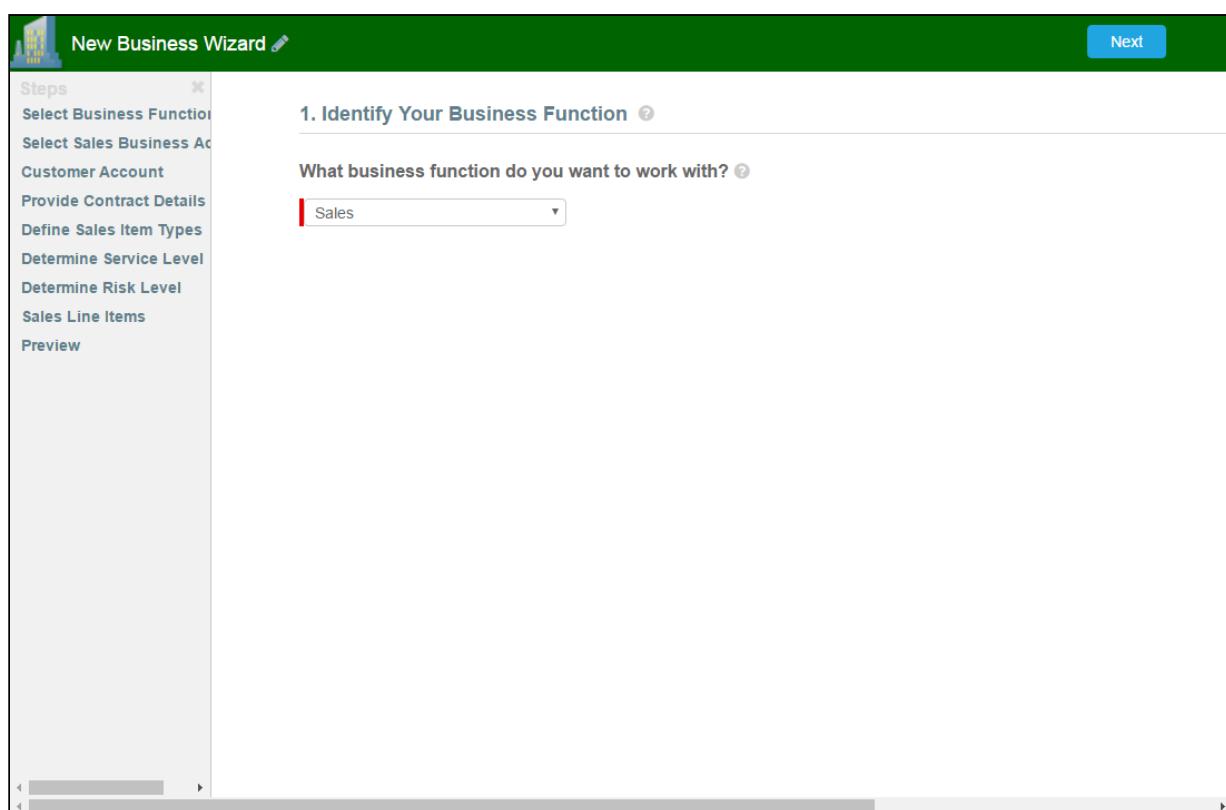 New Business Wizard
Next
Steps
Select Business Function
Select Sales Business Ac
Customer Account
Provide Contract Details
Define Sales Item Types
Determine Service Level
Determine Risk Level
Sales Line Items
Preview
1. Identify Your Business Function
What business function do you want to work with?
Sales